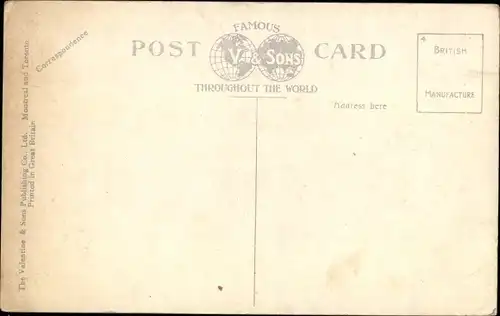 FAMOUS
POST CARD
V. & SONS
THROUGHOUT THE WORLD
BRITISH
MANUFACTURE
Address here
Correspondence
The Valentine & Sons Publishing Co., Ltd. Montreal and Toronto
Printed in Great Britain